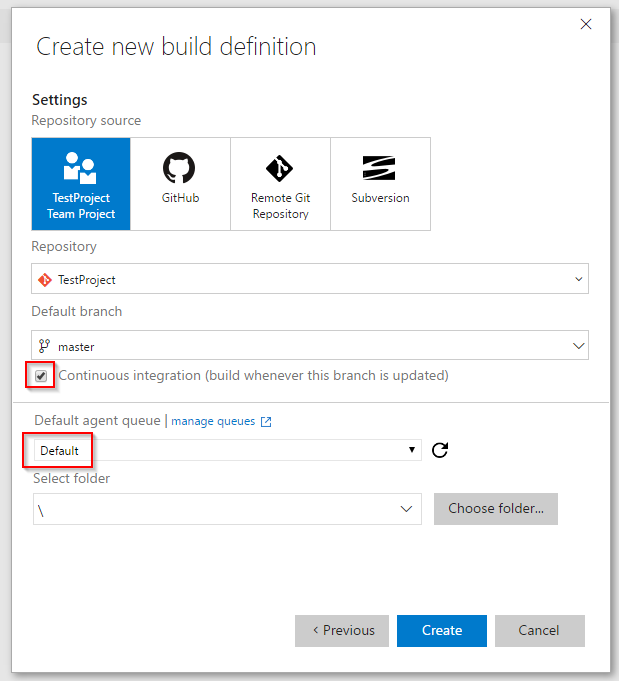 Create new build definition
Settings
Repository source
TestProject
Team Project
GitHub
Remote Git
Repository
Subversion
Repository
TestProject
Default branch
master
Continuous integration (build whenever this branch is updated)
Default agent queue | manage queues
Default
Select folder
\
Choose folder...
< Previous
Create
Cancel